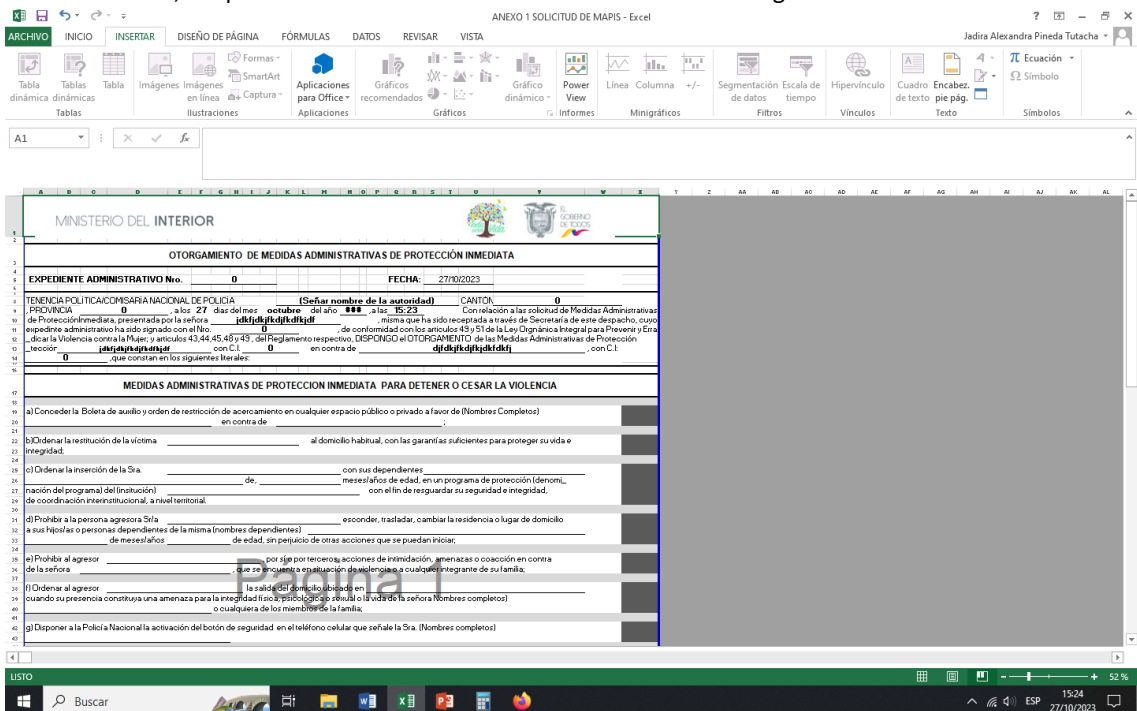 ANEXO 1 SOLICITUD DE MAPIS - Excel
ARCHIVO INICIO INSERTAR DISEÑO DE PÁGINA FÓRMULAS DATOS REVISAR VISTA Jadira Alexandra Pineda Tutacha
Tabla dinámica
Tablas dinámicas
Tabla
Imágenes
Imágenes en línea
Formas
SmartArt
Captura
Aplicaciones para Office
Gráficos recomendados
Gráfico dinámico
Power View
Línea Columna +/-
Segmentación de datos
Escala de tiempo
Hipervínculo
Cuadro de texto
Encabez. pie pág.
Ecuación
Símbolo
Tablas Ilustraciones Aplicaciones Gráficos Informes Minigráficos Filtros Vínculos Texto Símbolos
A1
MINISTERIO DEL INTERIOR
EL GOBIERNO DE TODOS
OTORGAMIENTO DE MEDIDAS ADMINISTRATIVAS DE PROTECCIÓN INMEDIATA
EXPEDIENTE ADMINISTRATIVO Nro. 0 FECHA: 27/10/2023
TENENCIA POLÍTICA/COMISARÍA NACIONAL DE POLICÍA (Señar nombre de la autoridad) CANTÓN 0
, PROVINCIA 0 , a los 27 dias del mes octubre del año ### , a las 15:23 Con relación a las solicitud de Medidas Administrativas
de ProtecciónInmediata, presentada por la señora jdkfjdkjfkdjfkdfkjdf , misma que ha sido receptada a través de Secretaría de este despacho, cuyo
expedinte administrativo ha sido signado con el Nro. 0 , de conformidad con los articulos 49 y 51 de la Ley Orgnánica Integral para Prevenir y Erra
_dicar la Violencia contra la Mujer; y articulos 43,44,45,48 y 49 , del Reglamento respectivo, DISPONGO el OTORGAMIENTO de las Medidas Administrativas de Protección
_tección con C.I. 0 en contra de djfdkjfkdjfkjdkfdkfj , con C.I:
0 ,que constan en los siguientes literales:
MEDIDAS ADMINISTRATIVAS DE PROTECCION INMEDIATA PARA DETENER O CESAR LA VIOLENCIA
a) Conceder la Boleta de auxilio y orden de restricción de acercamiento en cualquier espacio público o privado a favor de (Nombres Completos)
en contra de ;
b)Ordenar la restitución de la víctima al domicilio habitual, con las garantías suficientes para proteger su vida e
integridad;
c) Ordenar la inserción de la Sra. con sus dependientes
de, meses/años de edad, en un programa de protección (denomi_
nación del programa) del (insitución) con el fin de resguardar su seguridad e integridad,
de coordinación interinstitucional, a nivel territorial.
d) Prohibir a la persona agresora Sr/a esconder, trasladar, cambiar la residencia o lugar de domicilio
a sus hijos/as o personas dependientes de la misma (nombres dependientes)
de meses/años de edad, sin perjuicio de otras acciones que se puedan iniciar;
e) Prohibir al agresor por sí o por terceros, acciones de intimidación, amenazas o coacción en contra
de la señora , que se encuentra en situación de violencia o a cualquier integrante de su familia;
f) Ordenar al agresor la salida del domicilio ubicado en
cuando su presencia constituya una amenaza para la integridad física, psicológica o sexual o la vida de la señora Nombres completos)
o cualquiera de los miembros de la familia;
Página 1
g) Disponer a la Policía Nacional la activación del botón de seguridad en el teléfono celular que señale la Sra. (Nombres completos)
LISTO 52 %
Buscar ESP 15:24
27/10/2023